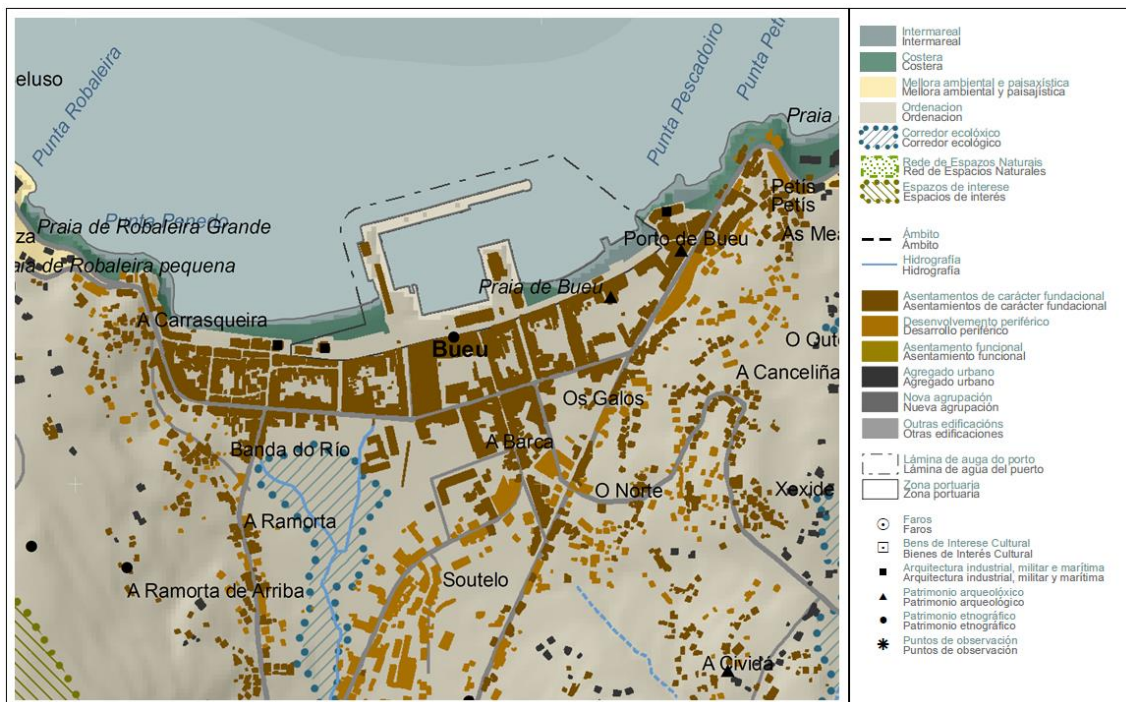 eluso
Punta Robaleira
Punta Pescadoiro
Punta Peti
Praia
Punta Penedo
Praia de Robaleira Grande
za
aia de Robaleira pequena
Petís
Petís
As Mea
Porto de Bueu
Praia de Bueu
A Carrasqueira
Bueu
O Oute
A Canceliña
Os Galos
A Barca
Banda do Río
O Norte
Xexide
A Ramorta
Soutelo
A Ramorta de Arriba
A Cividá
Intermareal
Intermareal
Costera
Costera
Mellora ambiental e paisaxística
Mellora ambiental y paisajística
Ordenacion
Ordenacion
Corredor ecolóxico
Corredor ecológico
Rede de Espazos Naturais
Red de Espacios Naturales
Espazos de interese
Espacios de interés
Ámbito
Ámbito
Hidrografía
Hidrografía
Asentamentos de carácter fundacional
Asentamientos de carácter fundacional
Desenvolvemento periférico
Desarrollo periférico
Asentamento funcional
Asentamiento funcional
Agregado urbano
Agregado urbano
Nova agrupación
Nueva agrupación
Outras edificacións
Otras edificaciones
Lámina de auga do porto
Lámina de agua del puerto
Zona portuaria
Zona portuaria
Faros
Faros
Bens de Interese Cultural
Bienes de Interés Cultural
Arquitectura industrial, militar e marítima
Arquitectura industrial, militar y marítima
Patrimonio arqueolóxico
Patrimonio arqueológico
Patrimonio etnográfico
Patrimonio etnográfico
Puntos de observación
Puntos de observación